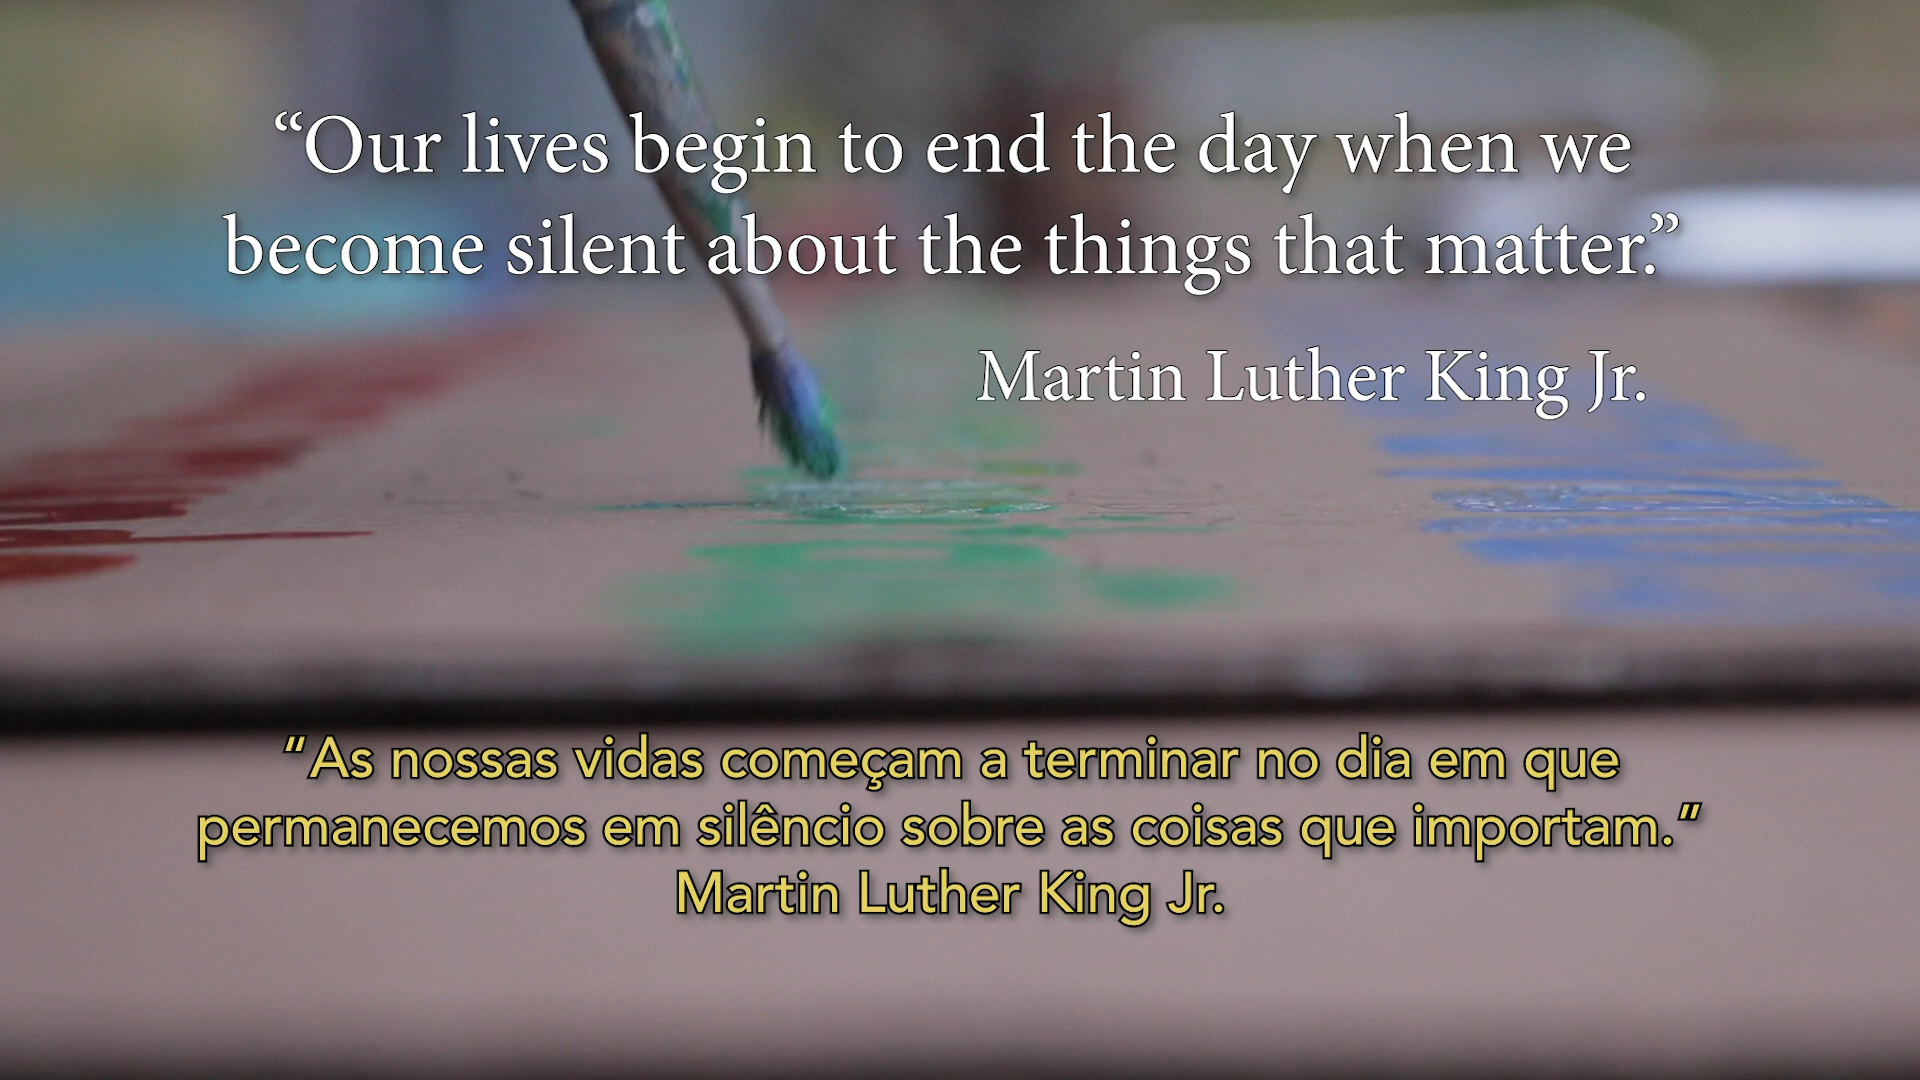 “Our lives begin to end the day when we
become silent about the things that matter.”
Martin Luther King Jr.
“As nossas vidas começam a terminar no dia em que
permanecemos em silêncio sobre as coisas que importam.”
Martin Luther King Jr.